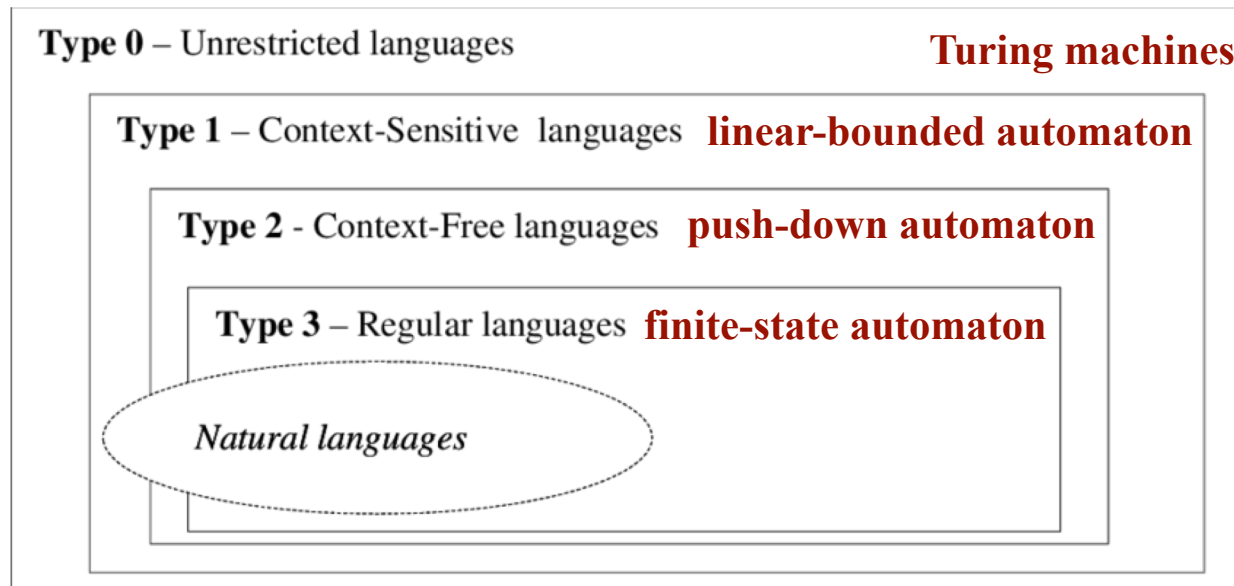 Type 0 – Unrestricted languages Turing machines
Type 1 – Context-Sensitive languages linear-bounded automaton
Type 2 - Context-Free languages push-down automaton
Type 3 – Regular languages finite-state automaton
Natural languages